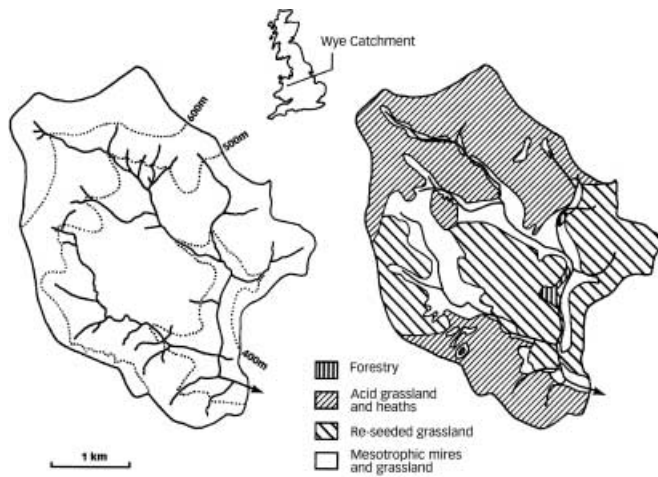 Wye Catchment
600m
500m
400m
1 km
Forestry
Acid grassland
and heaths
Re-seeded grassland
Mesotrophic mires
and grassland